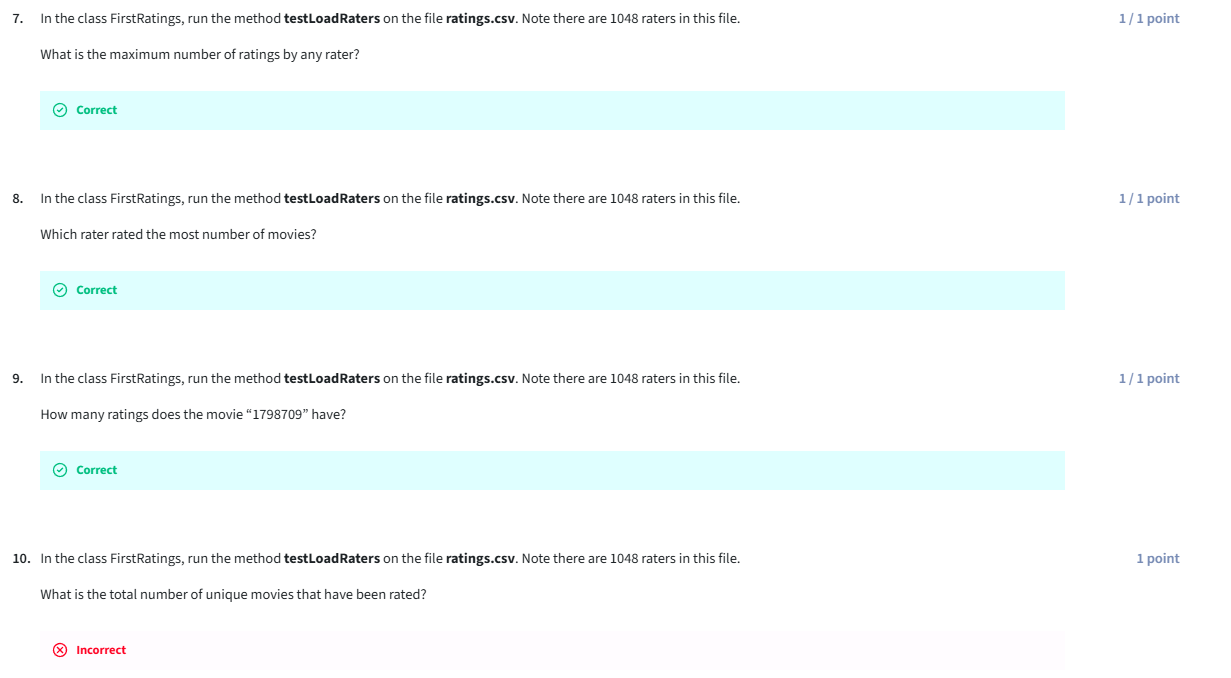 7. In the class FirstRatings, run the method testLoadRaters on the file ratings.csv. Note there are 1048 raters in this file. 1 / 1 point
What is the maximum number of ratings by any rater?
Correct
8. In the class FirstRatings, run the method testLoadRaters on the file ratings.csv. Note there are 1048 raters in this file. 1 / 1 point
Which rater rated the most number of movies?
Correct
9. In the class FirstRatings, run the method testLoadRaters on the file ratings.csv. Note there are 1048 raters in this file. 1 / 1 point
How many ratings does the movie “1798709” have?
Correct
10. In the class FirstRatings, run the method testLoadRaters on the file ratings.csv. Note there are 1048 raters in this file. 1 point
What is the total number of unique movies that have been rated?
Incorrect